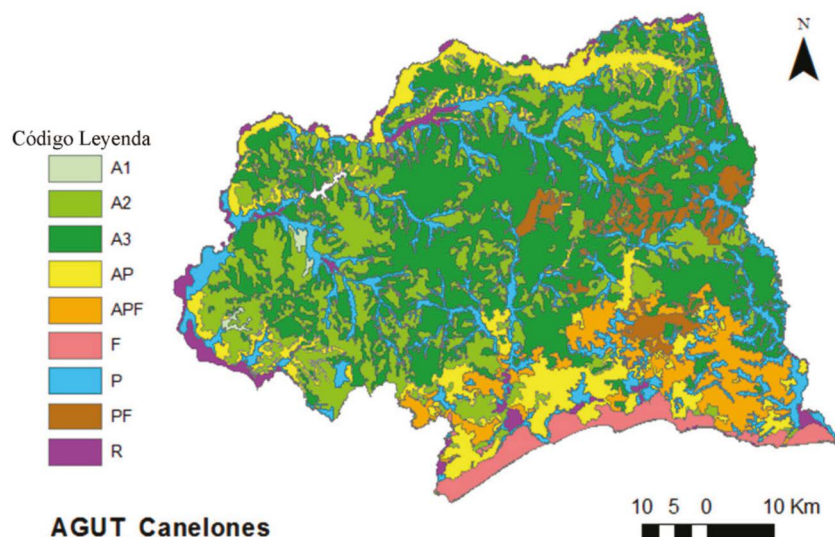 N
Código Leyenda
A1
A2
A3
AP
APF
F
P
PF
R
AGUT Canelones
10 5 0 10 Km